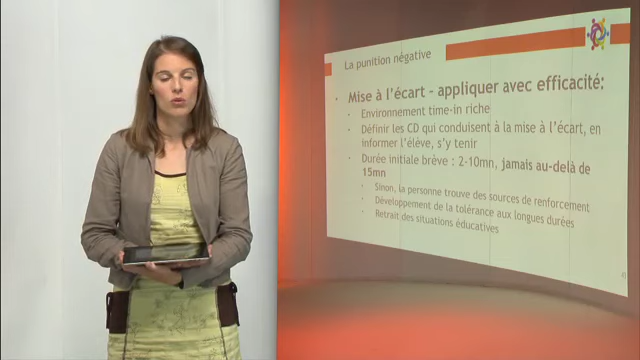 La punition négative
• Mise à l'écart – appliquer avec efficacité:
• Environnement time-in riche
• Définir les CD qui conduisent à la mise à l'écart, en
informer l'élève, s'y tenir
• Durée initiale brève : 2-10mn, jamais au-delà de
15mn
• Sinon, la personne trouve des sources de renforcement
• Développement de la tolérance aux longues durées
• Retrait des situations éducatives